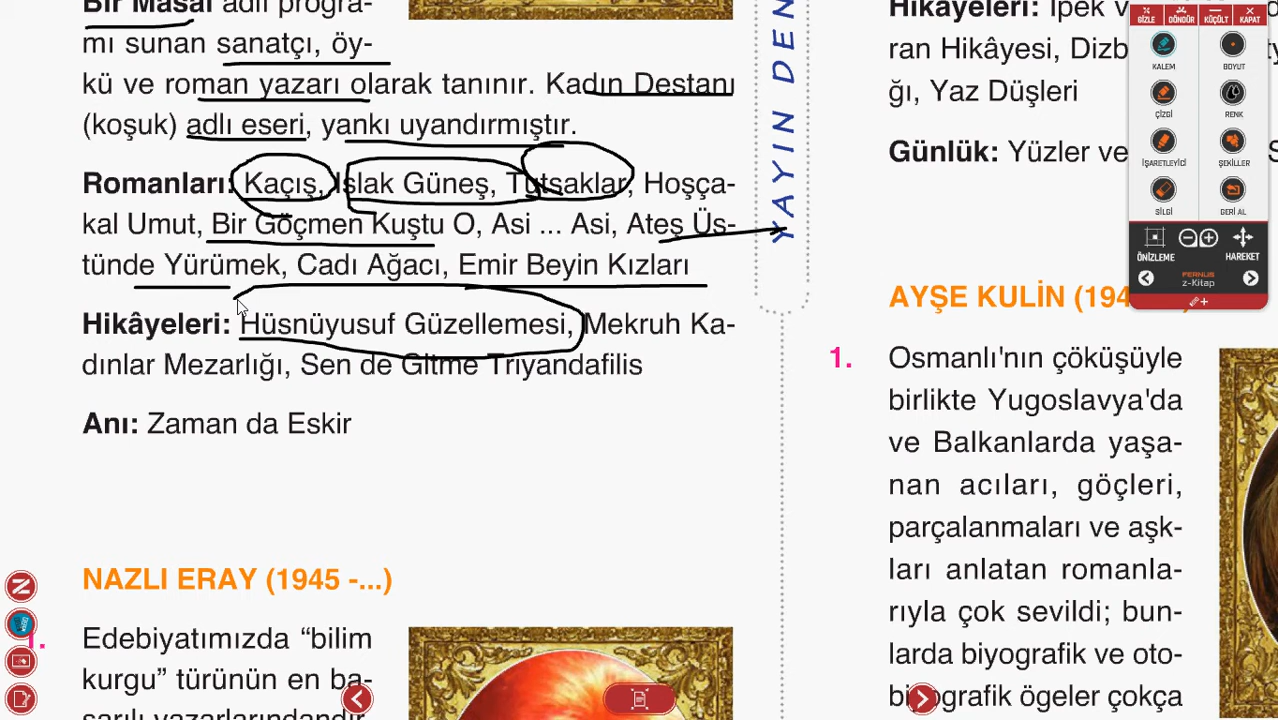 Bir Masal adlı progra-
mı sunan sanatçı, öy-
kü ve roman yazarı olarak tanınır. Kadın Destanı
(koşuk) adlı eseri, yankı uyandırmıştır.
Romanları: Kaçış, Islak Güneş, Tutsaklar, Hoşça-
kal Umut, Bir Göçmen Kuştu O, Asi ... Asi, Ateş Üs-
tünde Yürümek, Cadı Ağacı, Emir Beyin Kızları
Hikâyeleri: Hüsnüyusuf Güzellemesi, Mekruh Ka-
dınlar Mezarlığı, Sen de Gitme Triyandafilis
Anı: Zaman da Eskir
NAZLI ERAY (1945 -...)
1. Edebiyatımızda “bilim
kurgu” türünün en ba-
şarılı yazarlarındandır.
YAYIN DEN
Hikâyeleri: İpek v
ran Hikâyesi, Dizb
ğı, Yaz Düşleri
Günlük: Yüzler ve
AYŞE KULİN (194
1. Osmanlı'nın çöküşüyle
birlikte Yugoslavya'da
ve Balkanlarda yaşa-
nan acıları, göçleri,
parçalanmaları ve aşk-
ları anlatan romanla-
rıyla çok sevildi; bun-
larda biyografik ve oto-
biyografik ögeler çokça
GİZLE DÖNDÜR KÜÇÜLT KAPAT
KALEM BOYUT
ÇİZGİ RENK
İŞARETLEYİCİ ŞEKİLLER
SİLGİ GERİ AL
ÖNİZLEME HAREKET
FERNUS
z-Kitap